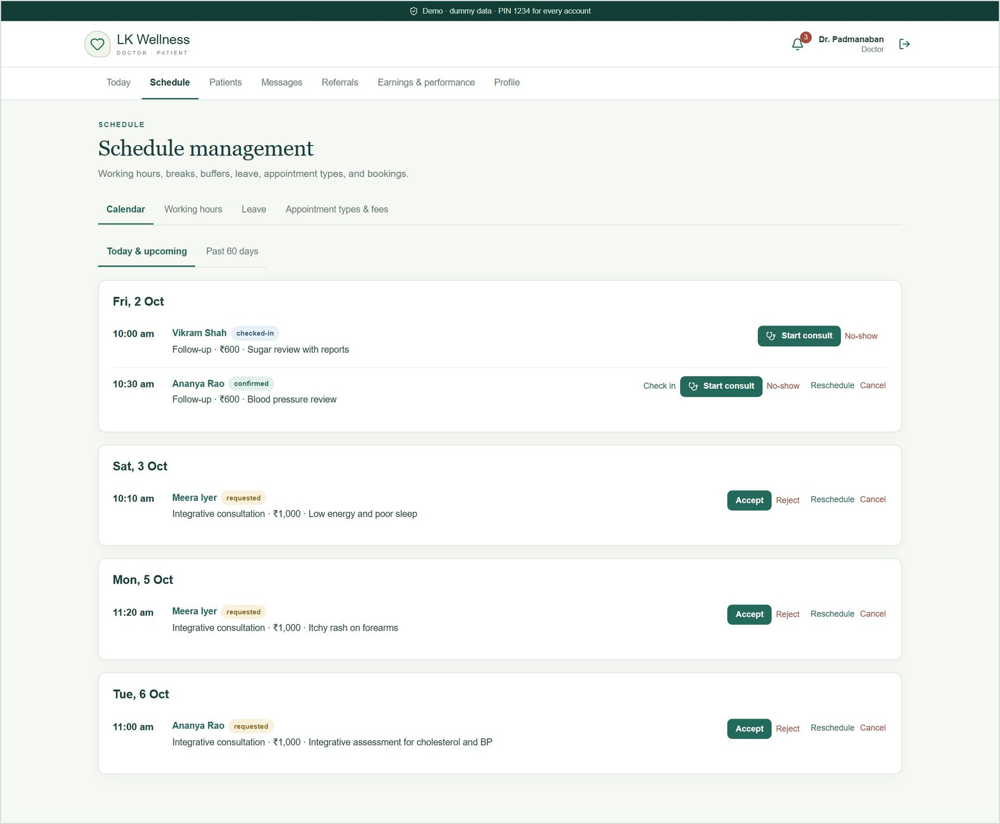 Demo · dummy data · PIN 1234 for every account
LK Wellness
DOCTOR · PATIENT
3
Dr. Padmanaban
Doctor
Today Schedule Patients Messages Referrals Earnings & performance Profile
SCHEDULE
Schedule management
Working hours, breaks, buffers, leave, appointment types, and bookings.
Calendar Working hours Leave Appointment types & fees
Today & upcoming Past 60 days
Fri, 2 Oct
10:00 am Vikram Shah checked-in Start consult No-show
Follow-up · ₹600 · Sugar review with reports
10:30 am Ananya Rao confirmed Check in Start consult No-show Reschedule Cancel
Follow-up · ₹600 · Blood pressure review
Sat, 3 Oct
10:10 am Meera Iyer requested Accept Reject Reschedule Cancel
Integrative consultation · ₹1,000 · Low energy and poor sleep
Mon, 5 Oct
11:20 am Meera Iyer requested Accept Reject Reschedule Cancel
Integrative consultation · ₹1,000 · Itchy rash on forearms
Tue, 6 Oct
11:00 am Ananya Rao requested Accept Reject Reschedule Cancel
Integrative consultation · ₹1,000 · Integrative assessment for cholesterol and BP